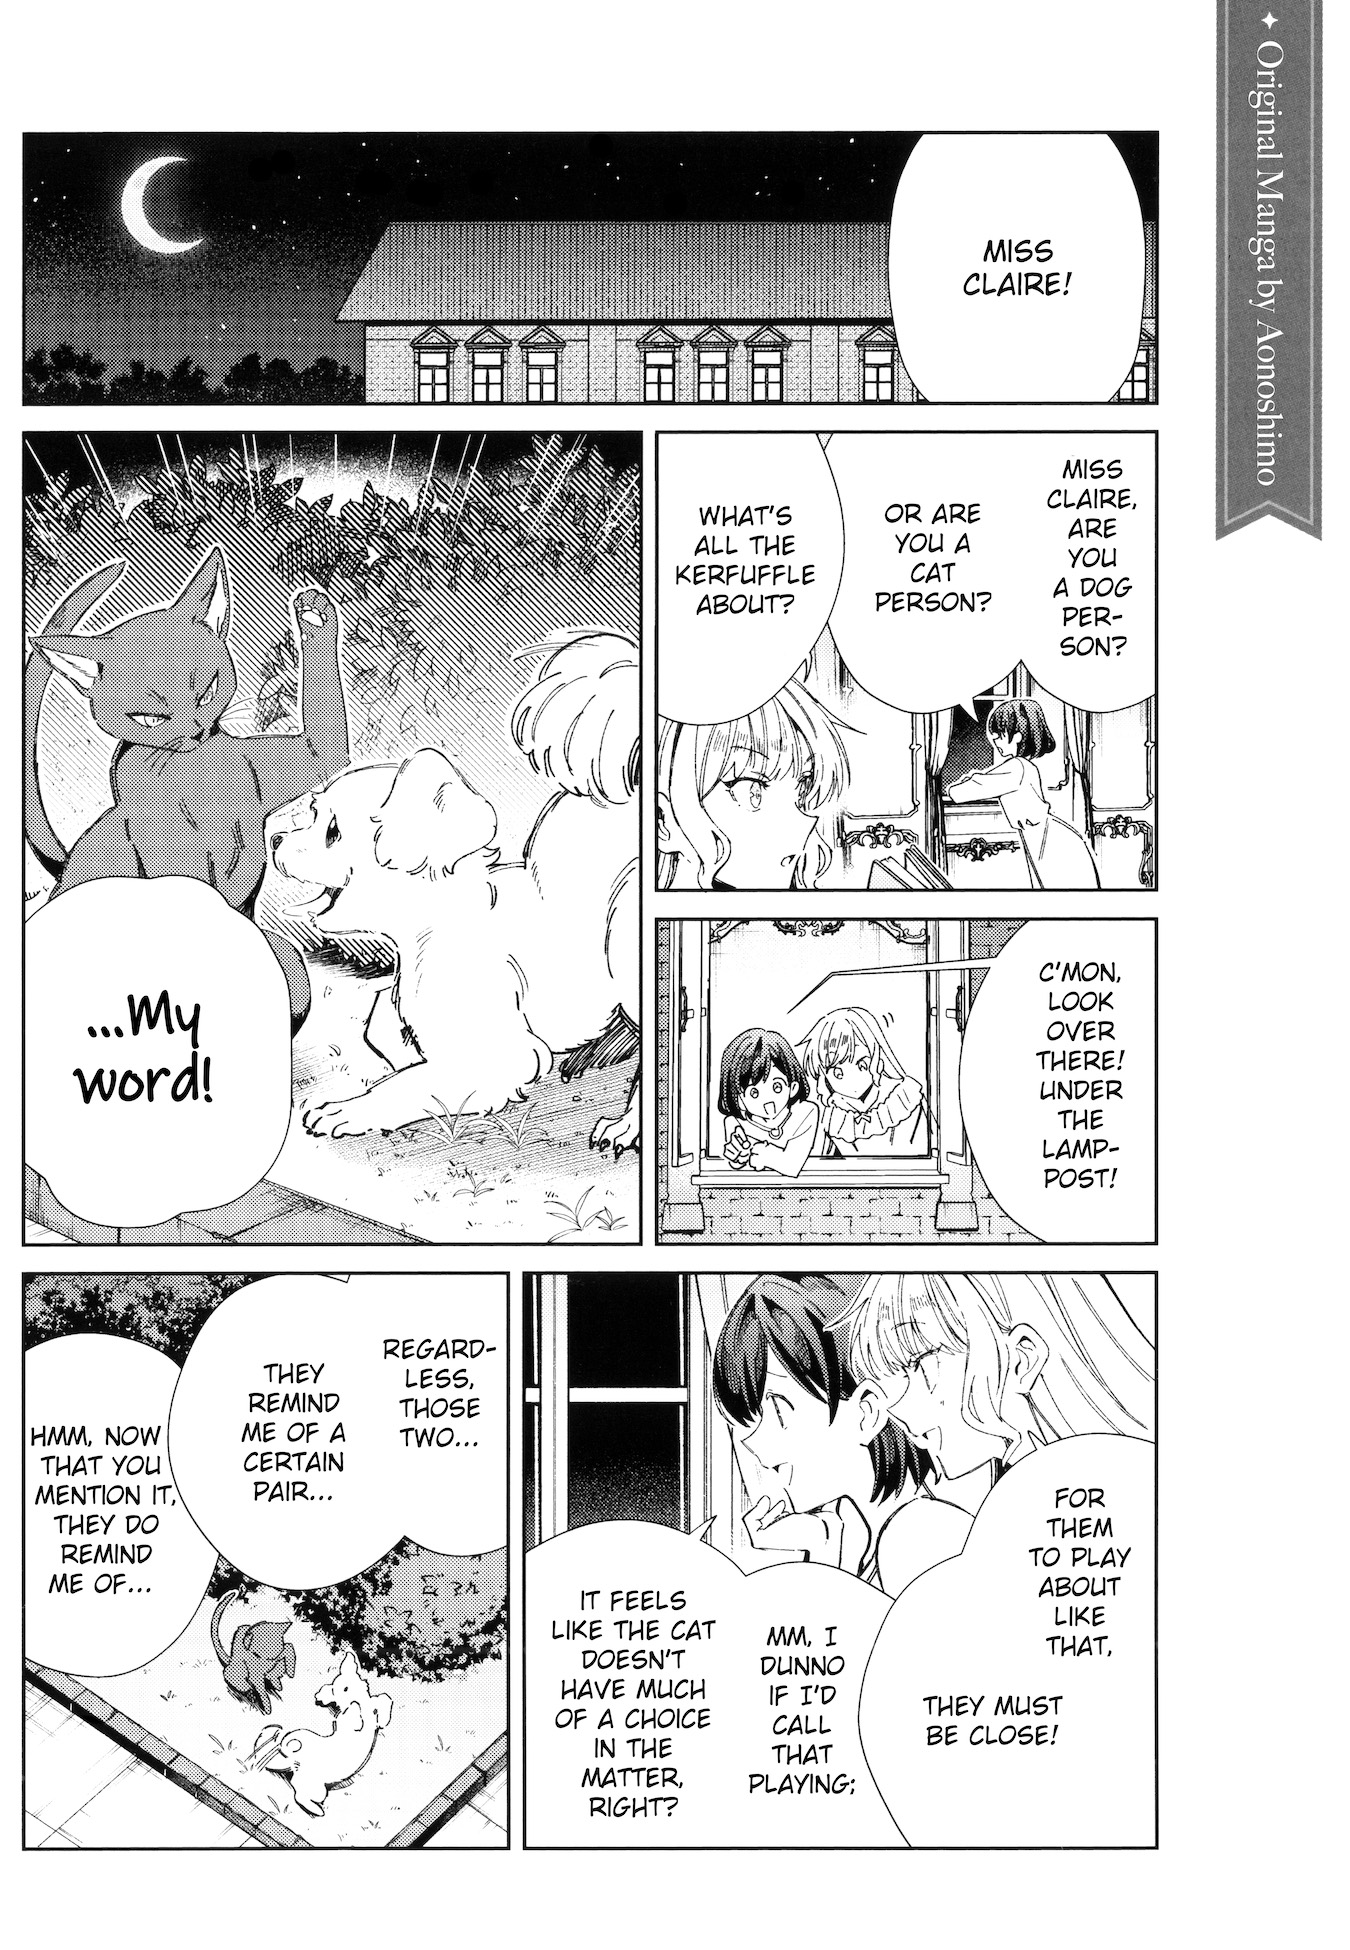 ✦ Original Manga by Aonoshimo
MISS
CLAIRE!
MISS
CLAIRE,
ARE
YOU
A DOG
PER-
SON?
OR ARE
YOU A
CAT
PERSON?
WHAT'S
ALL THE
KERFUFFLE
ABOUT?
C'MON,
LOOK
OVER
THERE!
UNDER
THE
LAMP-
POST!
...My
word!
FOR
THEM
TO PLAY
ABOUT
LIKE
THAT,
THEY MUST
BE CLOSE!
MM, I
DUNNO
IF I'D
CALL
THAT
PLAYING;
IT FEELS
LIKE THE CAT
DOESN'T
HAVE MUCH
OF A CHOICE
IN THE
MATTER,
RIGHT?
REGARD-
LESS,
THOSE
TWO...
THEY
REMIND
ME OF A
CERTAIN
PAIR...
HMM, NOW
THAT YOU
MENTION IT,
THEY DO
REMIND
ME OF...